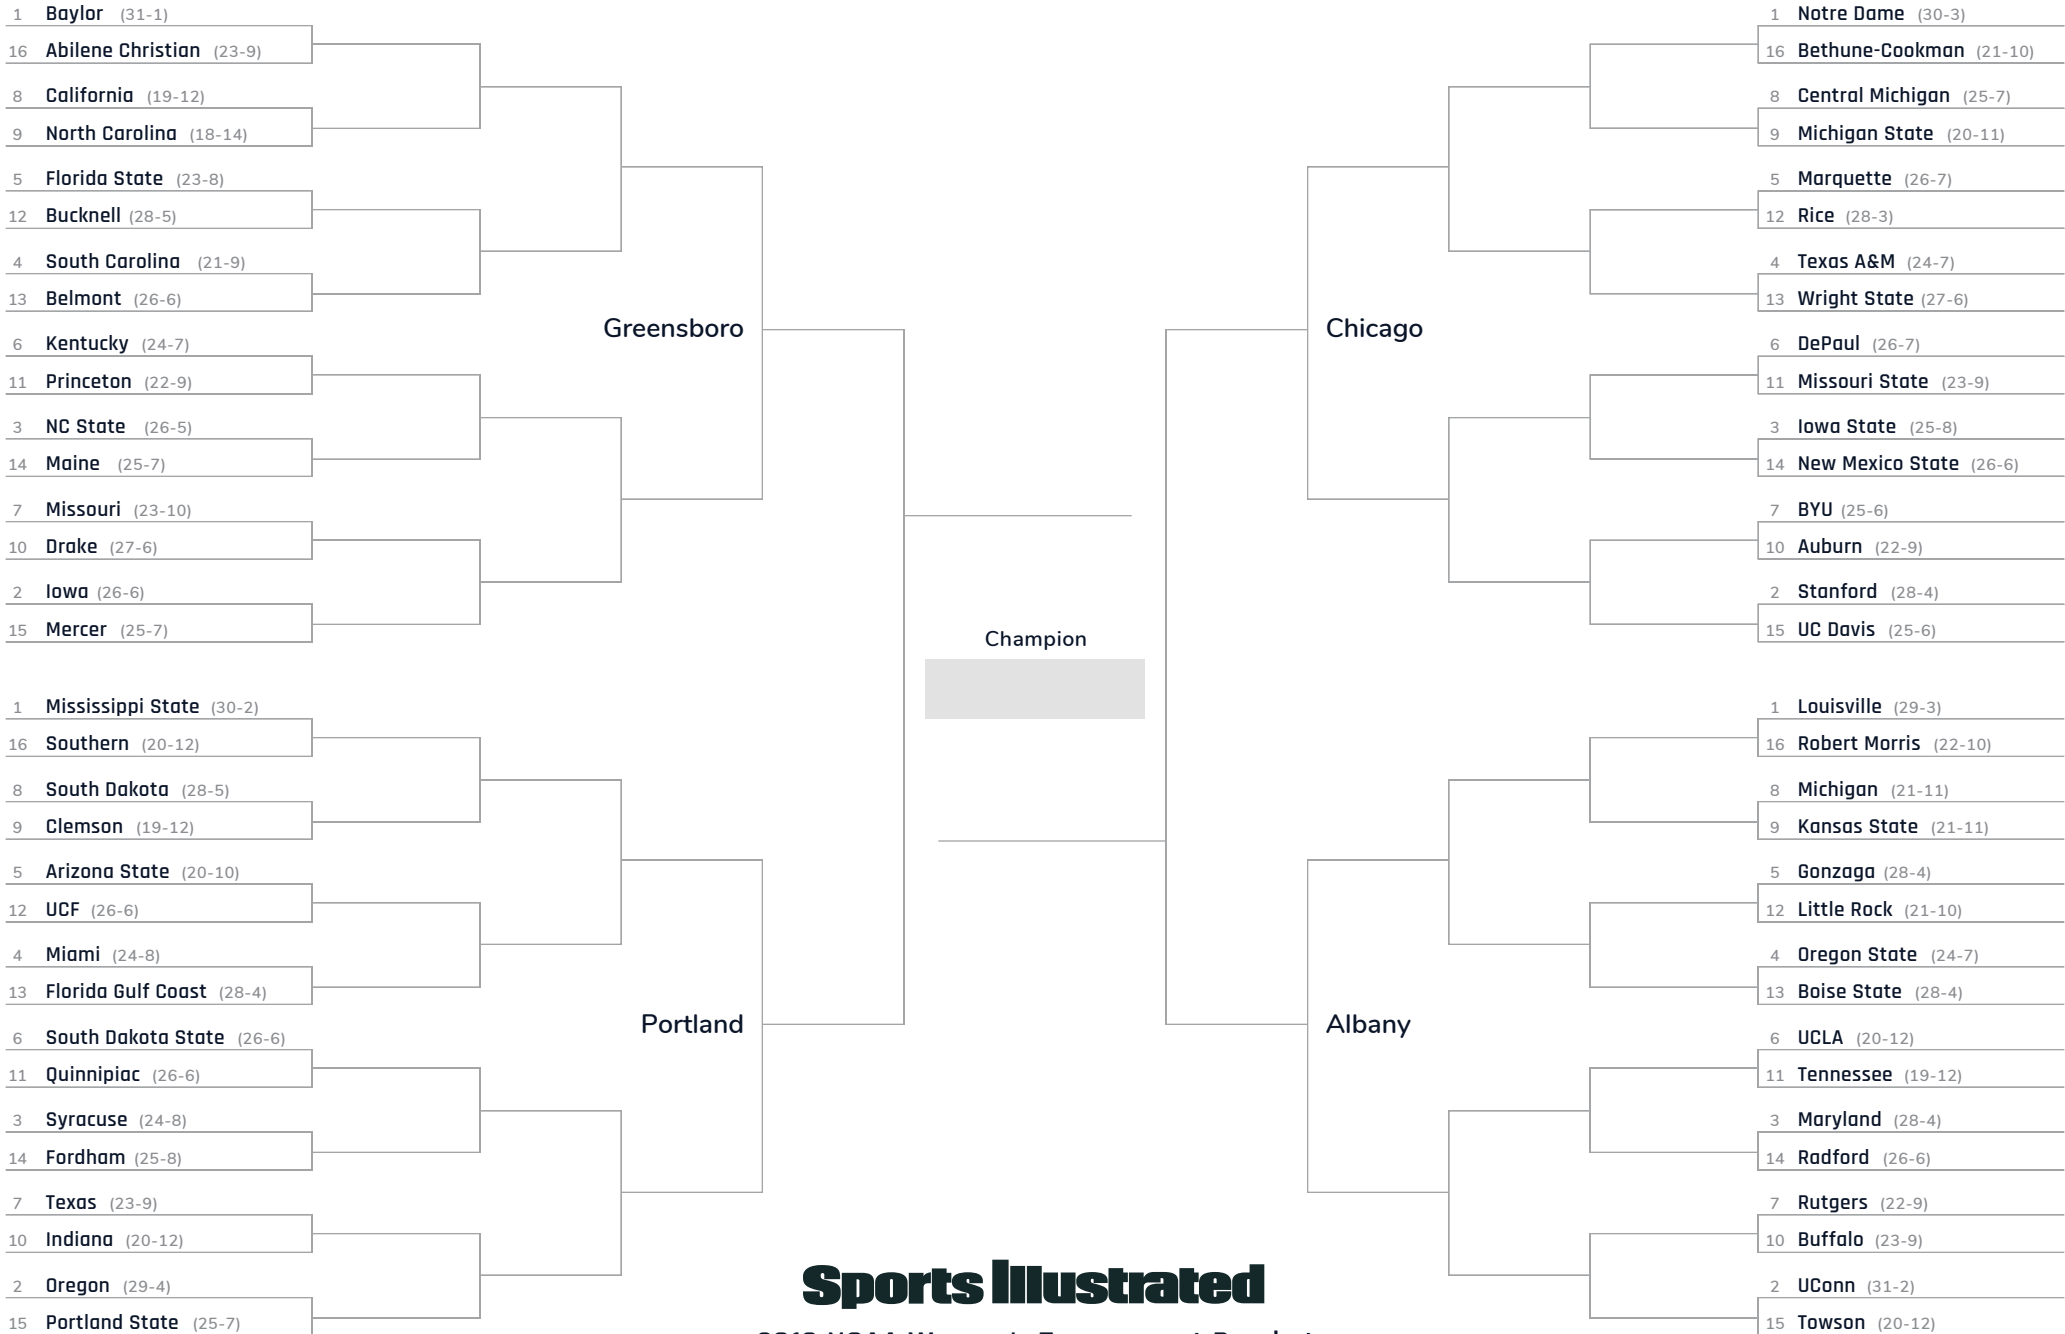 1 Baylor (31-1)
16 Abilene Christian (23-9)
8 California (19-12)
9 North Carolina (18-14)
5 Florida State (23-8)
12 Bucknell (28-5)
4 South Carolina (21-9)
13 Belmont (26-6)
Greensboro
6 Kentucky (24-7)
11 Princeton (22-9)
3 NC State (26-5)
14 Maine (25-7)
7 Missouri (23-10)
10 Drake (27-6)
2 Iowa (26-6)
15 Mercer (25-7)
1 Mississippi State (30-2)
16 Southern (20-12)
8 South Dakota (28-5)
9 Clemson (19-12)
5 Arizona State (20-10)
12 UCF (26-6)
4 Miami (24-8)
13 Florida Gulf Coast (28-4)
Portland
6 South Dakota State (26-6)
11 Quinnipiac (26-6)
3 Syracuse (24-8)
14 Fordham (25-8)
7 Texas (23-9)
10 Indiana (20-12)
2 Oregon (29-4)
15 Portland State (25-7)
Champion
1 Notre Dame (30-3)
16 Bethune-Cookman (21-10)
8 Central Michigan (25-7)
9 Michigan State (20-11)
5 Marquette (26-7)
12 Rice (28-3)
4 Texas A&M (24-7)
13 Wright State (27-6)
Chicago
6 DePaul (26-7)
11 Missouri State (23-9)
3 Iowa State (25-8)
14 New Mexico State (26-6)
7 BYU (25-6)
10 Auburn (22-9)
2 Stanford (28-4)
15 UC Davis (25-6)
1 Louisville (29-3)
16 Robert Morris (22-10)
8 Michigan (21-11)
9 Kansas State (21-11)
5 Gonzaga (28-4)
12 Little Rock (21-10)
4 Oregon State (24-7)
13 Boise State (28-4)
Albany
6 UCLA (20-12)
11 Tennessee (19-12)
3 Maryland (28-4)
14 Radford (26-6)
7 Rutgers (22-9)
10 Buffalo (23-9)
2 UConn (31-2)
15 Towson (20-12)
Sports Illustrated